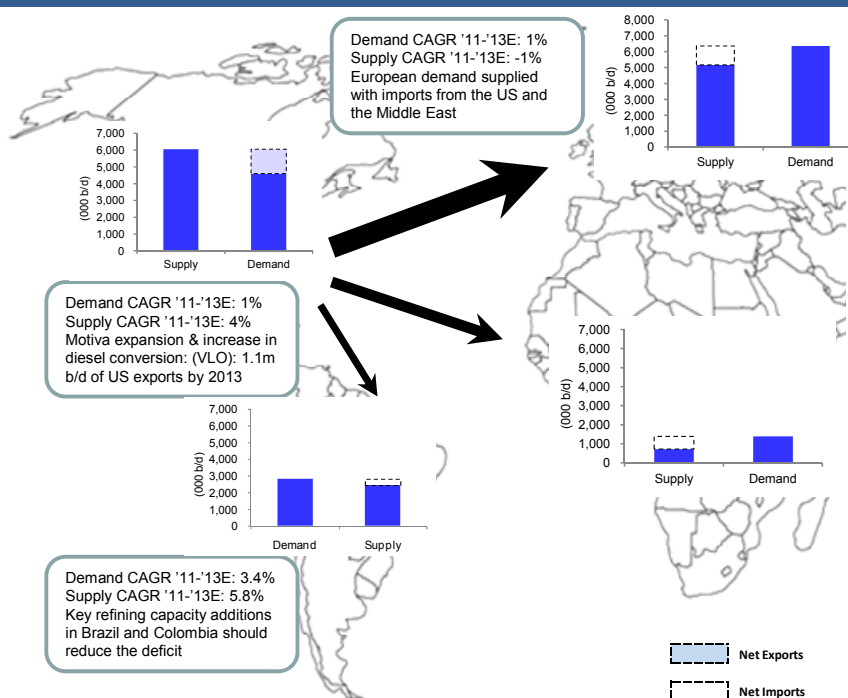 Demand CAGR ’11-’13E: 1%
Supply CAGR ’11-’13E: -1%
European demand supplied
with imports from the US and
the Middle East
8,000
7,000
6,000
5,000
4,000
3,000
2,000
1,000
0
(000 b/d)
Supply Demand
7,000
6,000
5,000
4,000
3,000
2,000
1,000
0
(000 b/d)
Supply Demand
Demand CAGR ’11-’13E: 1%
Supply CAGR ’11-’13E: 4%
Motiva expansion & increase in
diesel conversion: (VLO): 1.1m
b/d of US exports by 2013
7,000
6,000
5,000
4,000
3,000
2,000
1,000
0
(000 b/d)
Supply Demand
7,000
6,000
5,000
4,000
3,000
2,000
1,000
0
(000 b/d)
Demand Supply
Demand CAGR ’11-’13E: 3.4%
Supply CAGR ’11-’13E: 5.8%
Key refining capacity additions
in Brazil and Colombia should
reduce the deficit
Net Exports
Net Imports